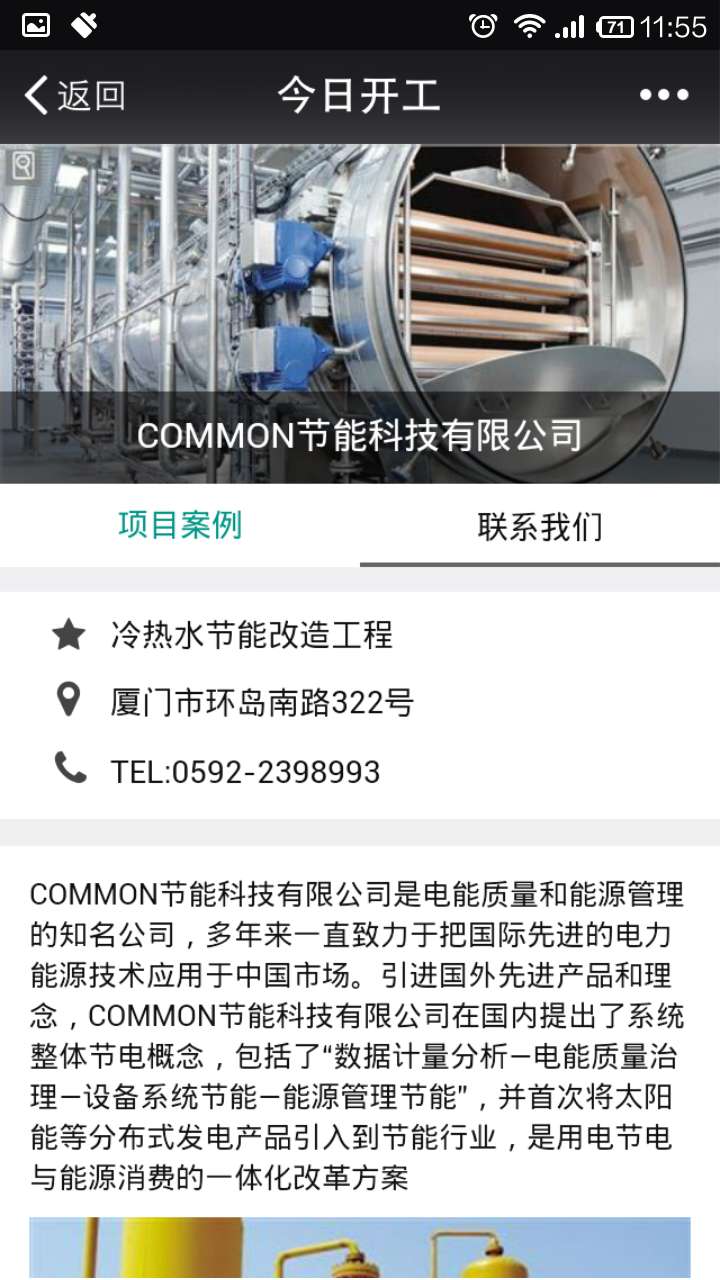 71 11:55
返回 今日开工
COMMON节能科技有限公司
项目案例 联系我们
冷热水节能改造工程
厦门市环岛南路322号
TEL:0592-2398993
COMMON节能科技有限公司是电能质量和能源管理
的知名公司，多年来一直致力于把国际先进的电力
能源技术应用于中国市场。引进国外先进产品和理
念，COMMON节能科技有限公司在国内提出了系统
整体节电概念，包括了“数据计量分析—电能质量治
理—设备系统节能—能源管理节能”，并首次将太阳
能等分布式发电产品引入到节能行业，是用电节电
与能源消费的一体化改革方案